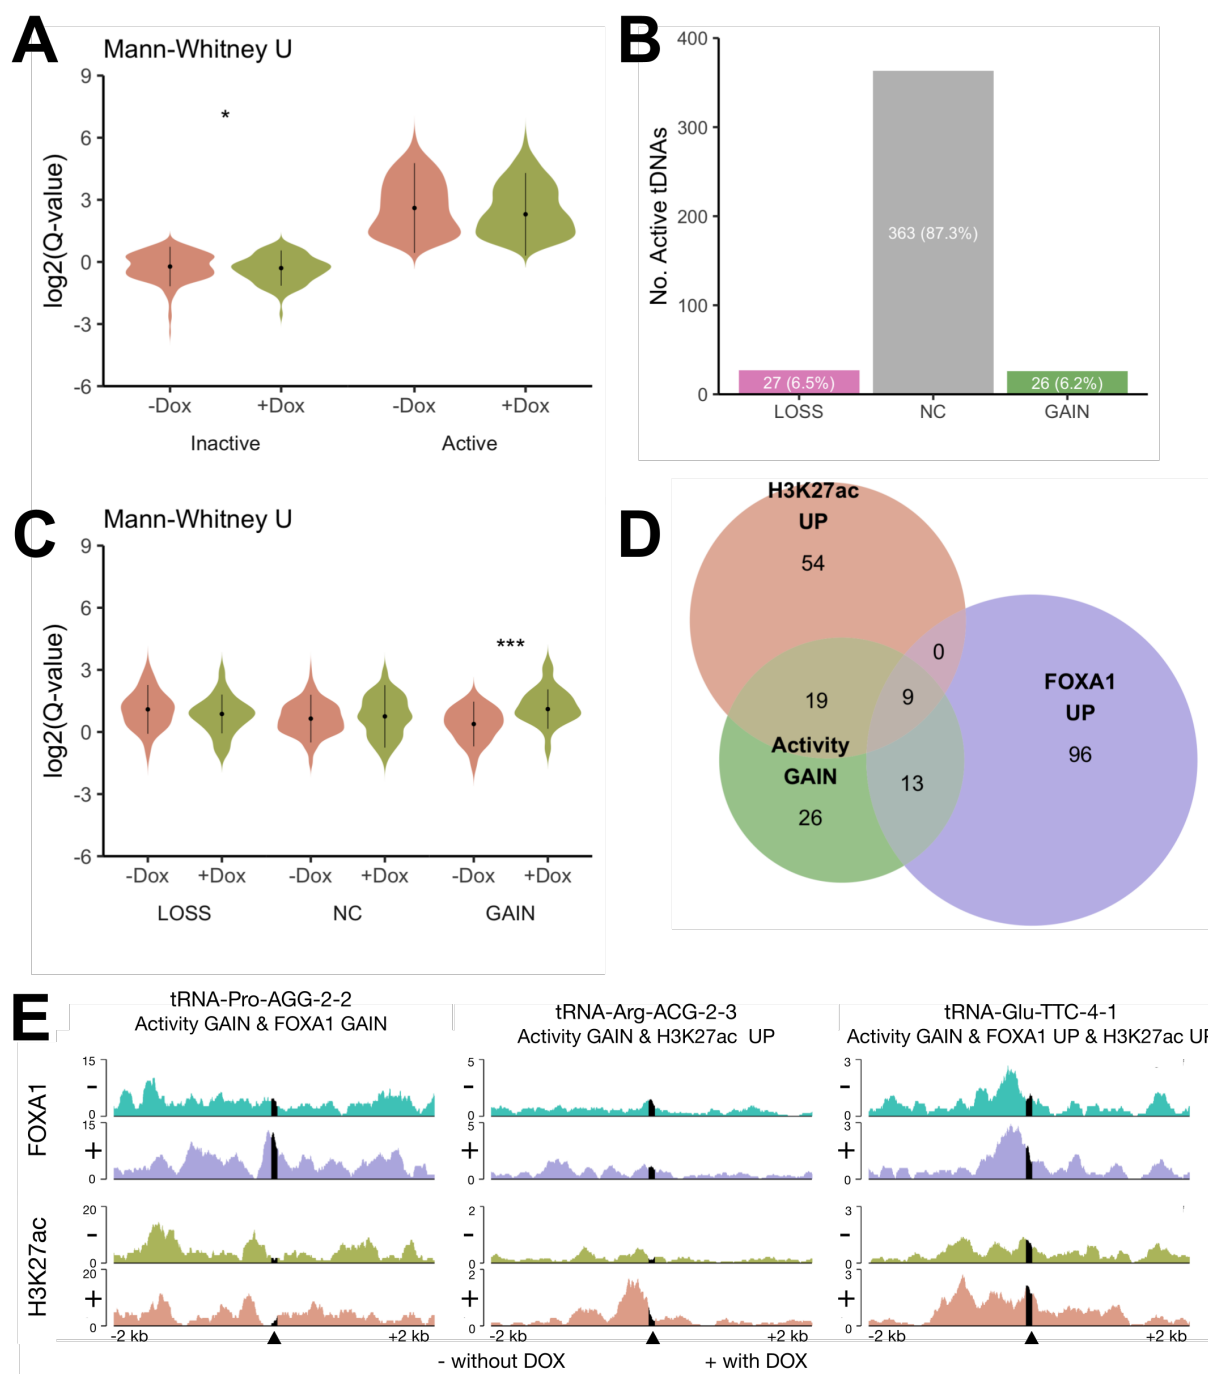 A
Mann-Whitney U
log2(Q-value)
9
6
3
0
-3
-6
*
-Dox
+Dox
-Dox
+Dox
Inactive
Active
B
No. Active tDNAs
400
300
200
100
0
27 (6.5%)
363 (87.3%)
26 (6.2%)
LOSS
NC
GAIN
C
Mann-Whitney U
log2(Q-value)
9
6
3
0
-3
-6
***
-Dox
+Dox
-Dox
+Dox
-Dox
+Dox
LOSS
NC
GAIN
D
H3K27ac
UP
54
0
FOXA1
UP
96
19
9
Activity
GAIN
26
13
E
tRNA-Pro-AGG-2-2
Activity GAIN & FOXA1 GAIN
tRNA-Arg-ACG-2-3
Activity GAIN & H3K27ac UP
tRNA-Glu-TTC-4-1
Activity GAIN & FOXA1 UP & H3K27ac UP
FOXA1
15
-
0
5
-
0
3
-
0
15
+
0
5
+
0
3
+
0
H3K27ac
20
-
0
2
-
0
3
-
0
20
+
0
2
+
0
3
+
0
-2 kb
+2 kb
-2 kb
+2 kb
-2 kb
+2 kb
- without DOX
+ with DOX